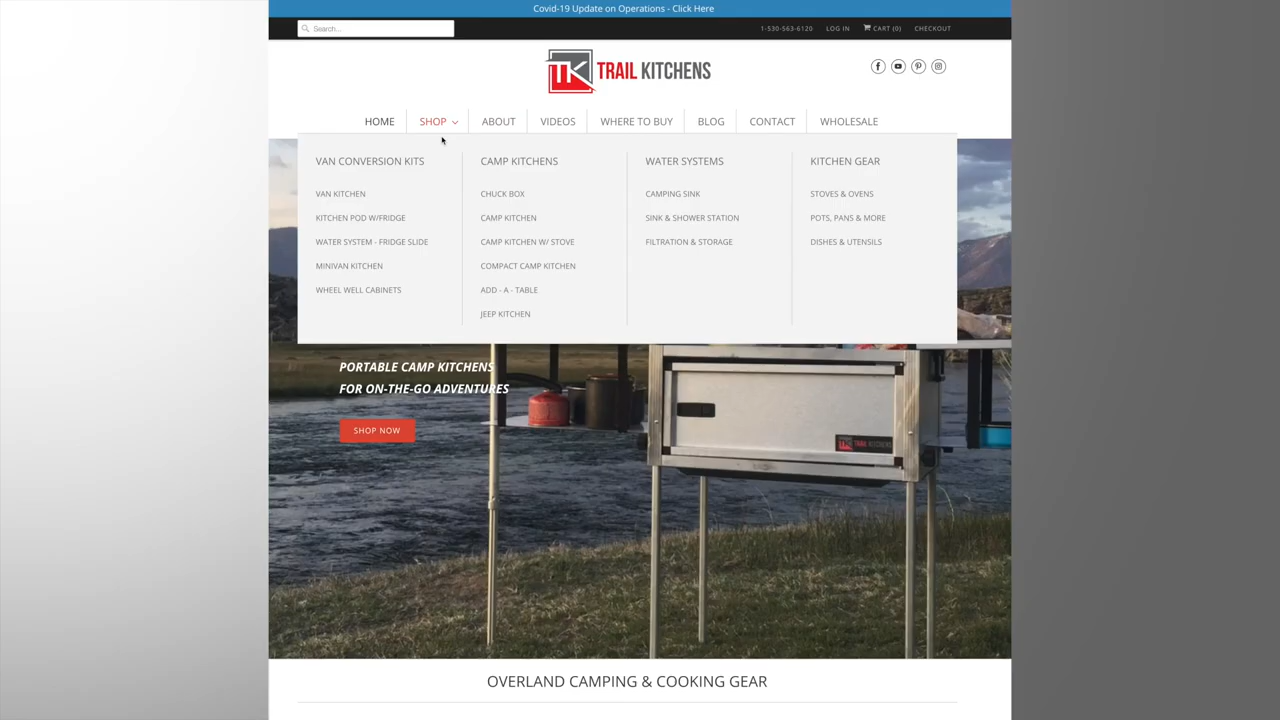 Covid-19 Update on Operations - Click Here
Search...
1-530-563-6120 LOG IN CART (0) CHECKOUT
TK TRAIL KITCHENS
HOME SHOP ABOUT VIDEOS WHERE TO BUY BLOG CONTACT WHOLESALE
VAN CONVERSION KITS
VAN KITCHEN
KITCHEN POD W/FRIDGE
WATER SYSTEM - FRIDGE SLIDE
MINIVAN KITCHEN
WHEEL WELL CABINETS
CAMP KITCHENS
CHUCK BOX
CAMP KITCHEN
CAMP KITCHEN W/ STOVE
COMPACT CAMP KITCHEN
ADD - A - TABLE
JEEP KITCHEN
WATER SYSTEMS
CAMPING SINK
SINK & SHOWER STATION
FILTRATION & STORAGE
KITCHEN GEAR
STOVES & OVENS
POTS, PANS & MORE
DISHES & UTENSILS
PORTABLE CAMP KITCHENS
FOR ON-THE-GO ADVENTURES
SHOP NOW
TK TRAIL KITCHENS
OVERLAND CAMPING & COOKING GEAR